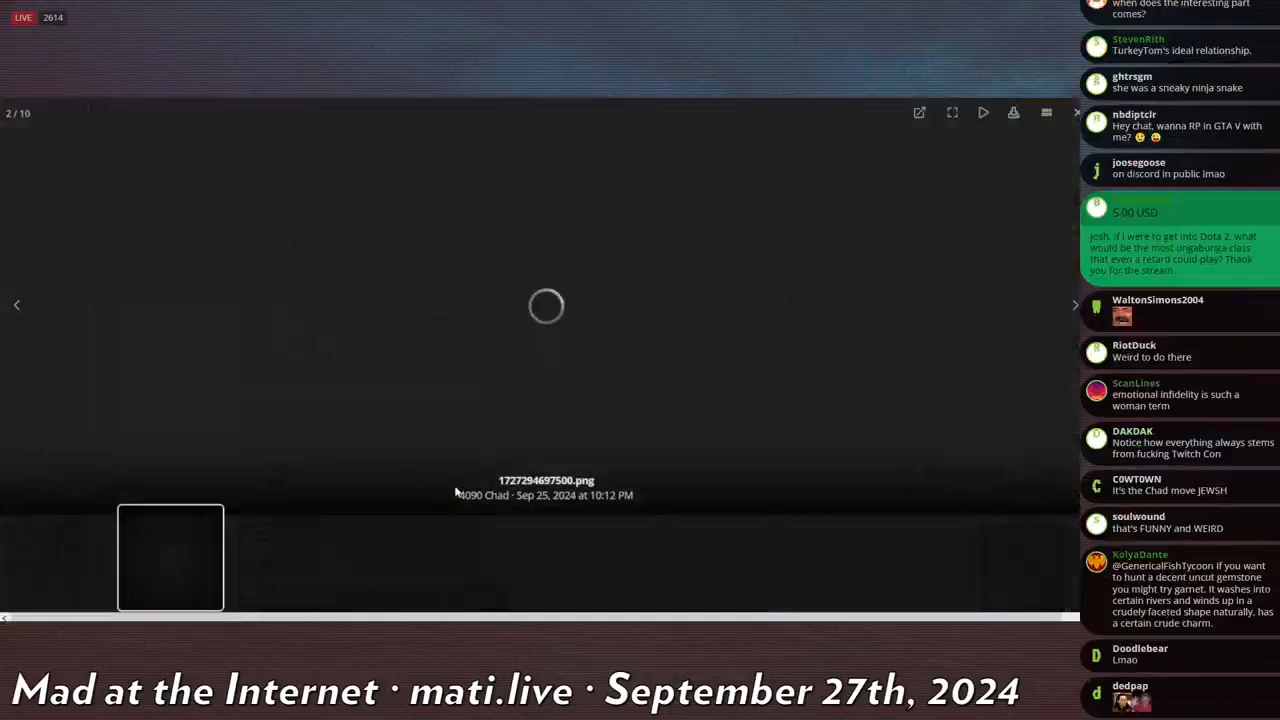 LIVE 2614
2 / 10
1727294697500.png
4090 Chad · Sep 25, 2024 at 10:12 PM
Mad at the Internet · mati.live · September 27th, 2024
when does the interesting part
comes?
StevenRith
TurkeyTom's ideal relationship.
ghtrsgm
she was a sneaky ninja snake
nbdiptclr
Hey chat, wanna RP in GTA V with
me? 🤨 😜
joosegoose
on discord in public lmao
5.00 USD
josh, if I were to get into Dota 2, what
would be the most ungabunga class
that even a retard could play? Thank
you for the stream.
WaltonSimons2004
RiotDuck
Weird to do there
ScanLines
emotional infidelity is such a
woman term
DAKDAK
Notice how everything always stems
from fucking Twitch Con
C0WT0WN
It's the Chad move JEWSH
soulwound
that's FUNNY and WEIRD
KolyaDante
@GenericalFishTycoon If you want
to hunt a decent uncut gemstone
you might try garnet. It washes into
certain rivers and winds up in a
crudely faceted shape naturally, has
a certain crude charm.
Doodlebear
Lmao
dedpap